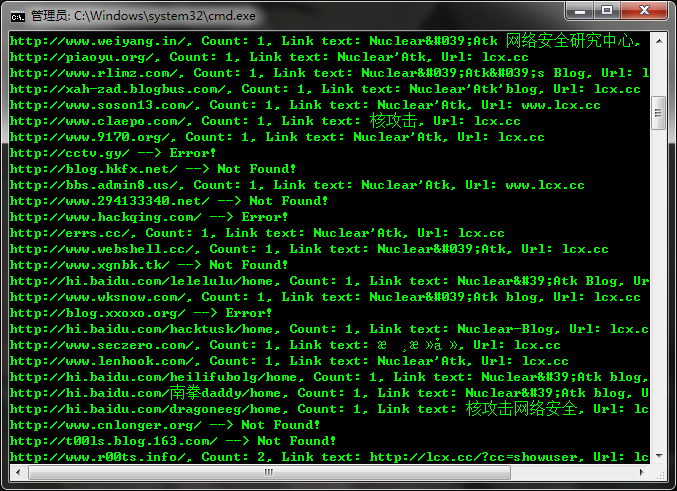 管理员: C:\Windows\system32\cmd.exe
http://www.weiyang.in/, Count: 1, Link text: Nuclear&#039;Atk 网络安全研究中心,
http://piaoyu.org/, Count: 1, Link text: Nuclear'Atk, Url: lcx.cc
http://www.rlimz.com/, Count: 1, Link text: Nuclear&#039;Atk&#039;s Blog, Url: l
http://xah-zad.blogbus.com/, Count: 1, Link text: Nuclear'Atk'blog, Url: lcx.cc
http://www.soson13.com/, Count: 1, Link text: Nuclear'Atk, Url: www.lcx.cc
http://www.claepo.com/, Count: 1, Link text: 核攻击, Url: lcx.cc
http://www.9170.org/, Count: 1, Link text: Nuclear'Atk, Url: lcx.cc
http://cctv.gy/ --> Error!
http://blog.hkfx.net/ --> Not Found!
http://bbs.admin8.us/, Count: 1, Link text: Nuclear'Atk, Url: www.lcx.cc
http://www.294133340.net/ --> Not Found!
http://www.hackqing.com/ --> Error!
http://errs.cc/, Count: 1, Link text: Nuclear'Atk, Url: lcx.cc
http://www.webshell.cc/, Count: 1, Link text: Nuclear&#039;Atk, Url: lcx.cc
http://www.xgnbk.tk/ --> Not Found!
http://hi.baidu.com/lelelulu/home, Count: 1, Link text: Nuclear&#39;Atk Blog, Ur
http://www.wksnow.com/, Count: 1, Link text: Nuclear&#039;Atk blog, Url: lcx.cc
http://blog.xxoxo.org/ --> Error!
http://hi.baidu.com/hacktusk/home, Count: 1, Link text: Nuclear-Blog, Url: lcx.c
http://www.seczero.com/, Count: 1, Link text: æ ¸æ»å», Url: lcx.cc
http://www.lenhook.com/, Count: 1, Link text: Nuclear'Atk, Url: lcx.cc
http://hi.baidu.com/heilifubolg/home, Count: 1, Link text: Nuclear&#39;Atk blog,
http://hi.baidu.com/南拳daddy/home, Count: 1, Link text: Nuclear&#39;Atk blog, Ur
http://hi.baidu.com/dragoneeg/home, Count: 1, Link text: 核攻击网络安全, Url: lc
http://www.cnlonger.org/ --> Not Found!
http://t00ls.blog.163.com/ --> Not Found!
http://www.r00ts.info/, Count: 2, Link text: http://lcx.cc/?cc=showuser, Url: lc